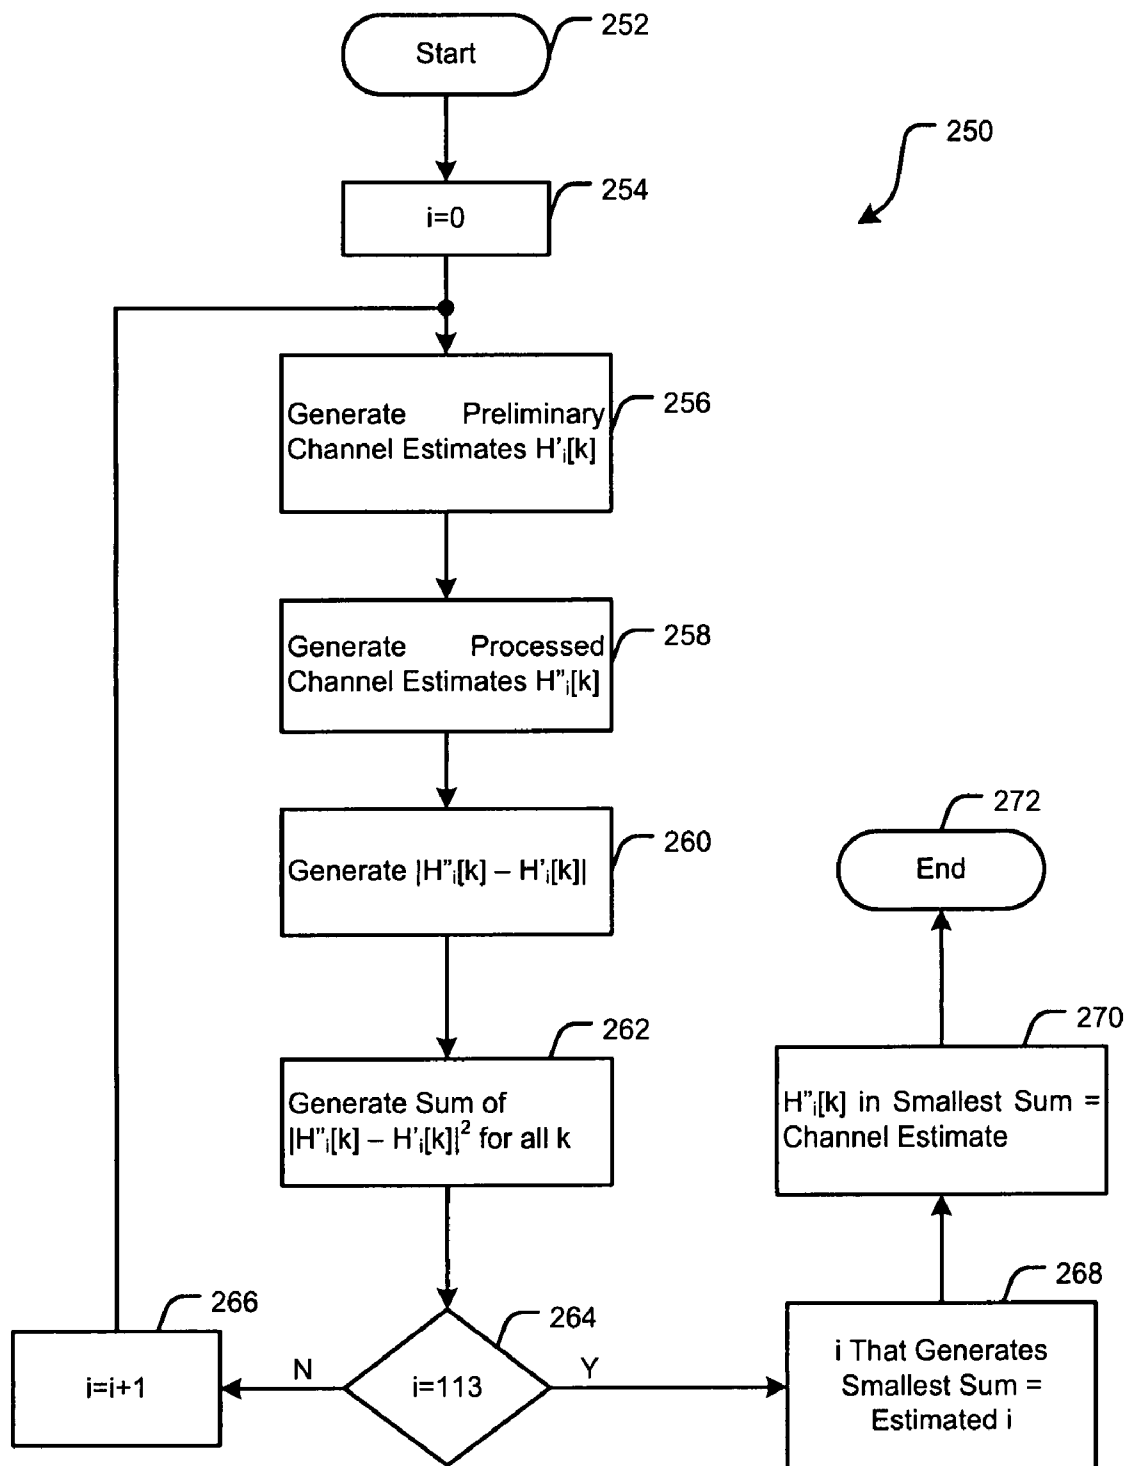 Start
252
250
i=0
254
Generate Preliminary
Channel Estimates H'ᵢ[k]
256
Generate Processed
Channel Estimates H"ᵢ[k]
258
Generate |H"ᵢ[k] – H'ᵢ[k]|
260
Generate Sum of
|H"ᵢ[k] – H'ᵢ[k]|² for all k
262
i=113
264
N
Y
i=i+1
266
i That Generates
Smallest Sum =
Estimated i
268
H"ᵢ[k] in Smallest Sum =
Channel Estimate
270
End
272